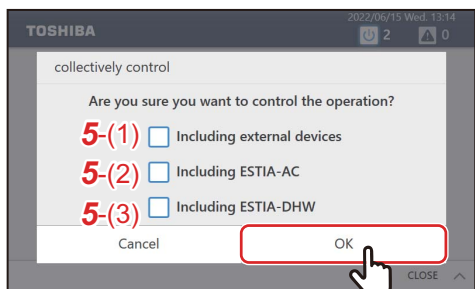 2022/06/15 Wed. 13:14
TOSHIBA 2 0
collectively control
Are you sure you want to control the operation?
5-(1) Including external devices
5-(2) Including ESTIA-AC
5-(3) Including ESTIA-DHW
Cancel OK
CLOSE